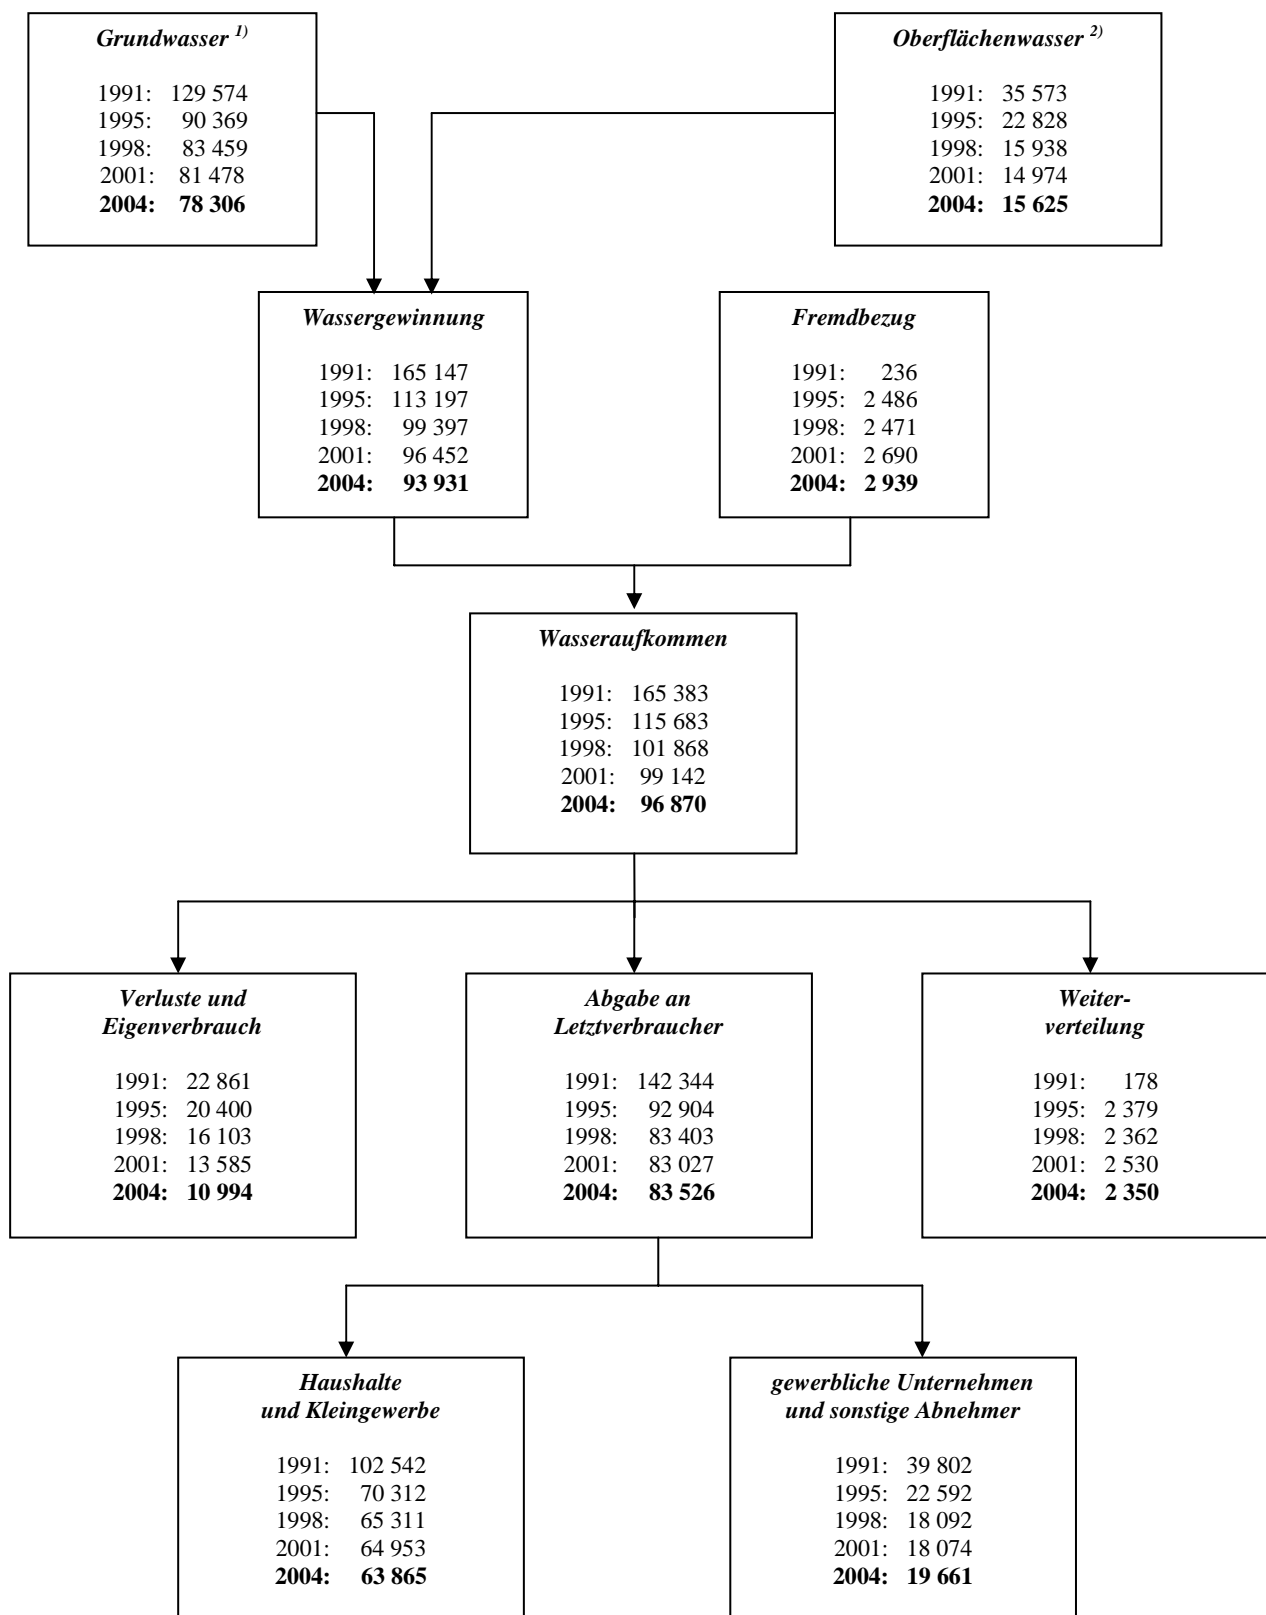 Grundwasser 1)
1991: 129 574
1995: 90 369
1998: 83 459
2001: 81 478
2004: 78 306
Oberflächenwasser 2)
1991: 35 573
1995: 22 828
1998: 15 938
2001: 14 974
2004: 15 625
Wassergewinnung
1991: 165 147
1995: 113 197
1998: 99 397
2001: 96 452
2004: 93 931
Fremdbezug
1991: 236
1995: 2 486
1998: 2 471
2001: 2 690
2004: 2 939
Wasseraufkommen
1991: 165 383
1995: 115 683
1998: 101 868
2001: 99 142
2004: 96 870
Verluste und
Eigenverbrauch
1991: 22 861
1995: 20 400
1998: 16 103
2001: 13 585
2004: 10 994
Abgabe an
Letztverbraucher
1991: 142 344
1995: 92 904
1998: 83 403
2001: 83 027
2004: 83 526
Weiter-
verteilung
1991: 178
1995: 2 379
1998: 2 362
2001: 2 530
2004: 2 350
Haushalte
und Kleingewerbe
1991: 102 542
1995: 70 312
1998: 65 311
2001: 64 953
2004: 63 865
gewerbliche Unternehmen
und sonstige Abnehmer
1991: 39 802
1995: 22 592
1998: 18 092
2001: 18 074
2004: 19 661